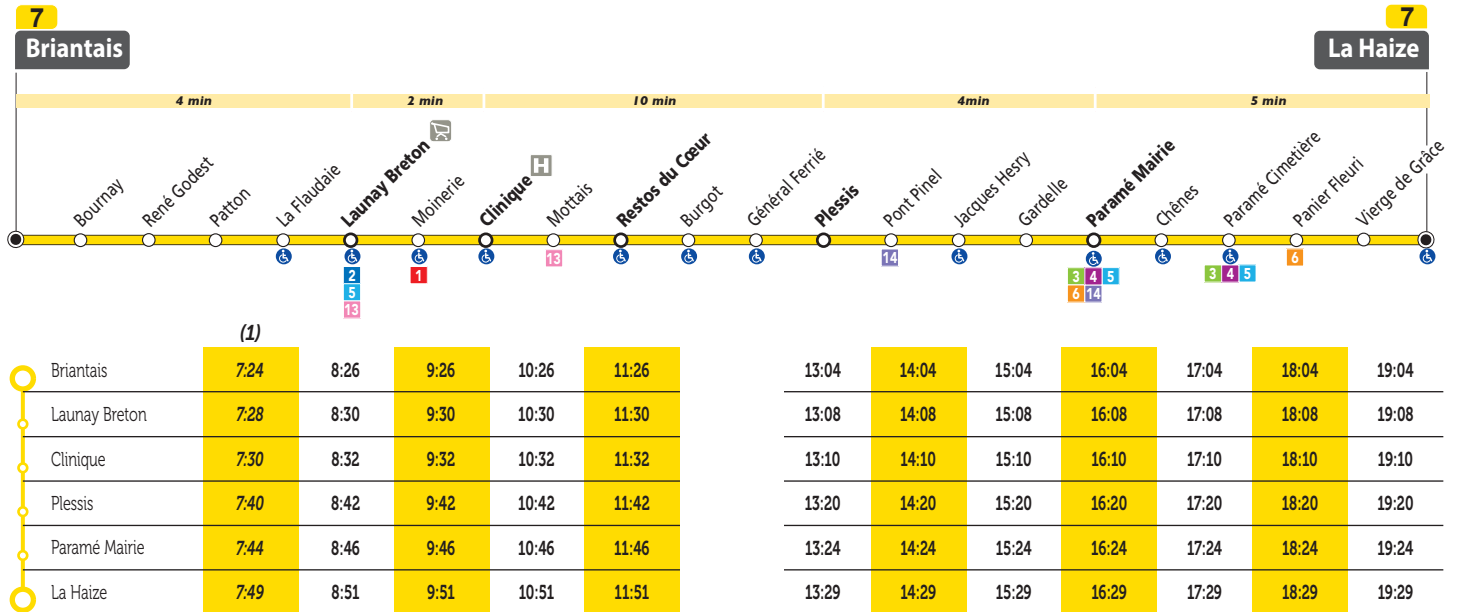 7 7
Briantais La Haize
4 min 2 min 10 min 4min 5 min
Bournay René Godest Patton La Flaudaie Launay Breton Moinerie Clinique H Mottais Restos du Cœur Burgot Général Ferrié Plessis Pont Pinel Jacques Hesry Gardelle Paramé Mairie Chênes Paramé Cimetière Panier Fleuri Vierge de Grâce
2 1 13 14 3 4 5 3 4 5 6
5 6 14
13
(1)
Briantais 7:24 8:26 9:26 10:26 11:26 13:04 14:04 15:04 16:04 17:04 18:04 19:04
Launay Breton 7:28 8:30 9:30 10:30 11:30 13:08 14:08 15:08 16:08 17:08 18:08 19:08
Clinique 7:30 8:32 9:32 10:32 11:32 13:10 14:10 15:10 16:10 17:10 18:10 19:10
Plessis 7:40 8:42 9:42 10:42 11:42 13:20 14:20 15:20 16:20 17:20 18:20 19:20
Paramé Mairie 7:44 8:46 9:46 10:46 11:46 13:24 14:24 15:24 16:24 17:24 18:24 19:24
La Haize 7:49 8:51 9:51 10:51 11:51 13:29 14:29 15:29 16:29 17:29 18:29 19:29